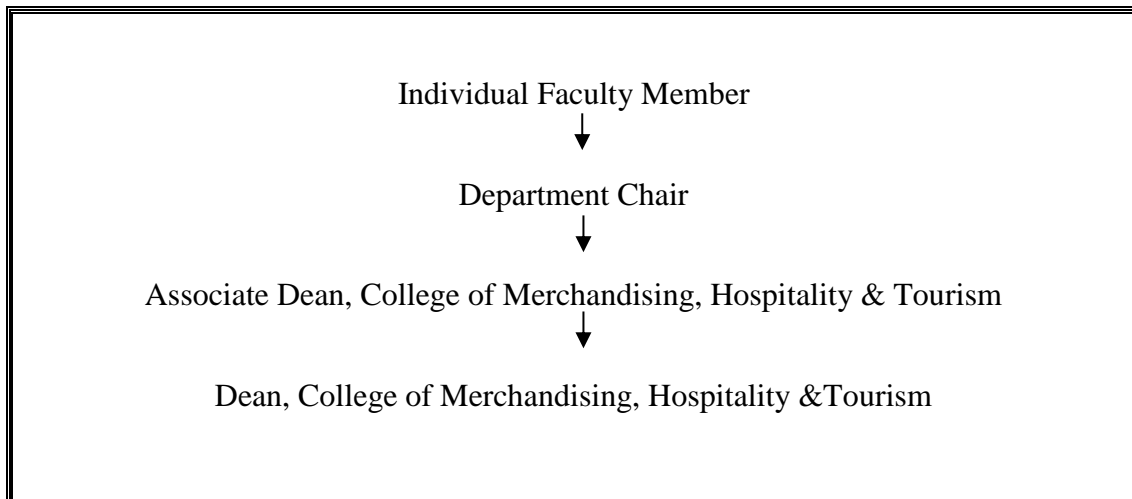 Individual Faculty Member
Department Chair
Associate Dean, College of Merchandising, Hospitality & Tourism
Dean, College of Merchandising, Hospitality &Tourism